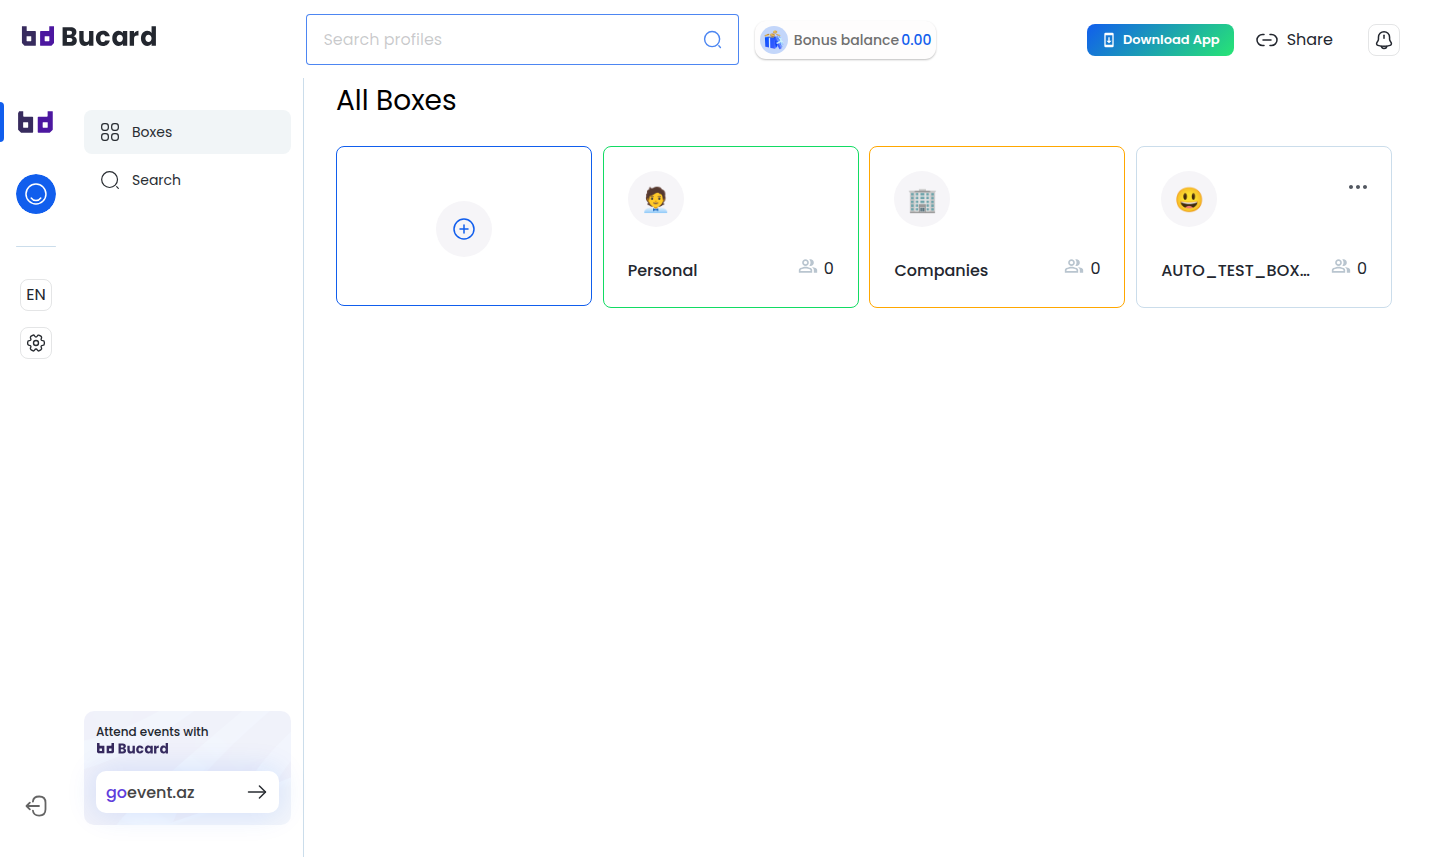 bd Bucard
Search profiles
Bonus balance 0.00
Download App
Share
bd
Boxes
Search
EN
All Boxes
Personal
0
Companies
0
AUTO_TEST_BOX...
0
Attend events with
bd Bucard
goevent.az